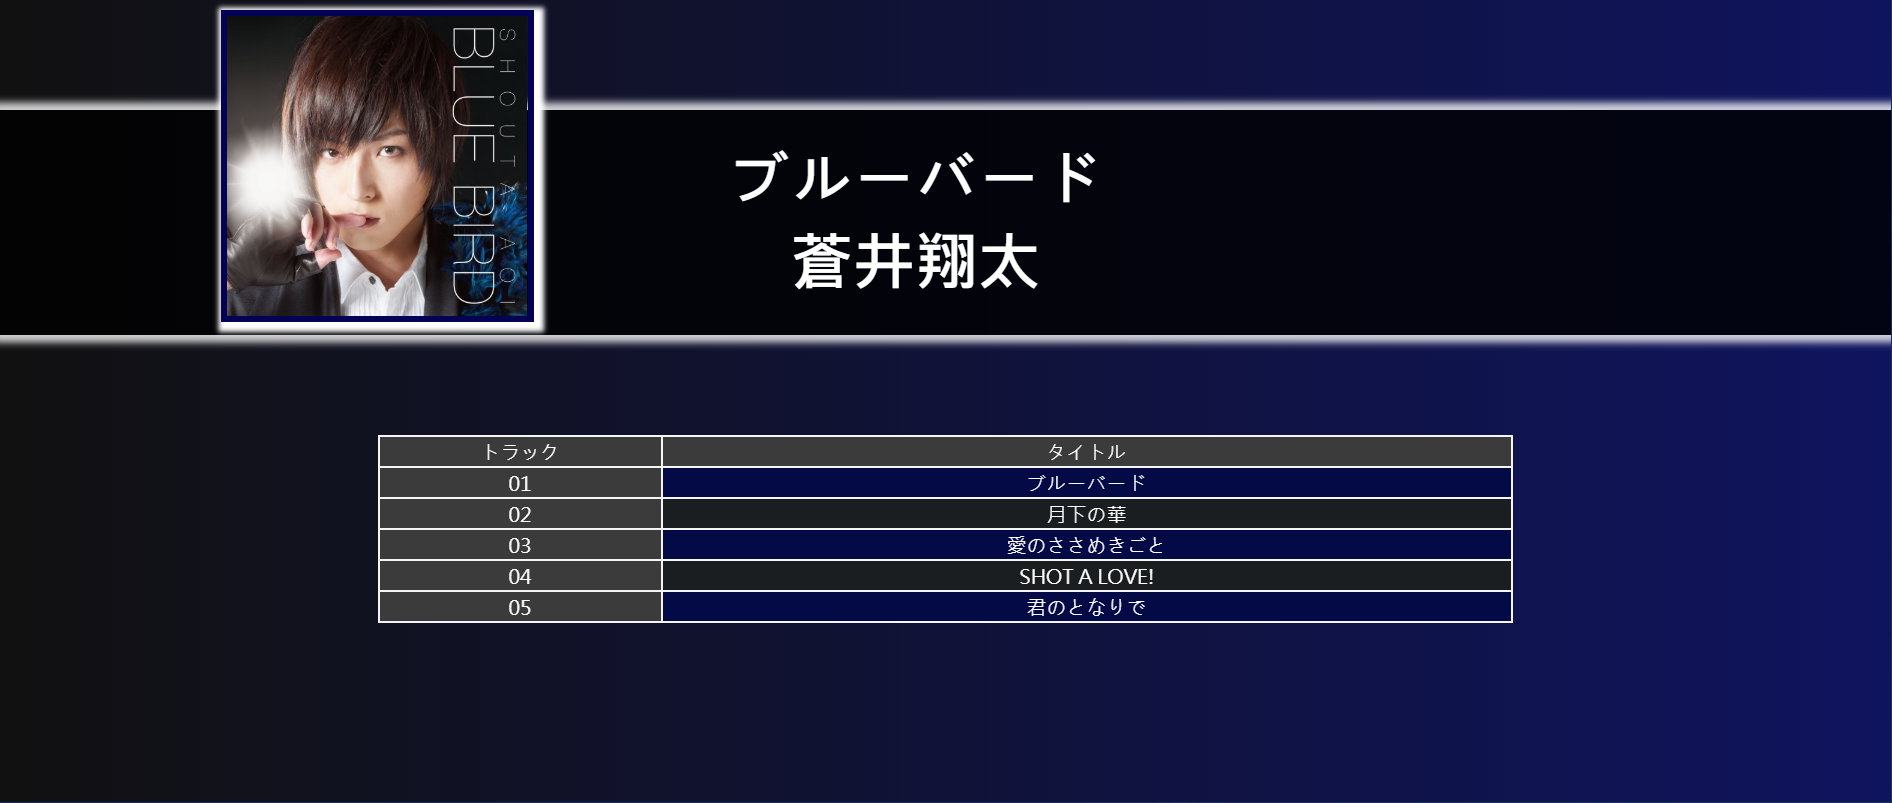 SHOUTA AOI
BLUE BIRD
ブルーバード
蒼井翔太
トラック タイトル
01 ブルーバード
02 月下の華
03 愛のささめきごと
04 SHOT A LOVE!
05 君のとなりで